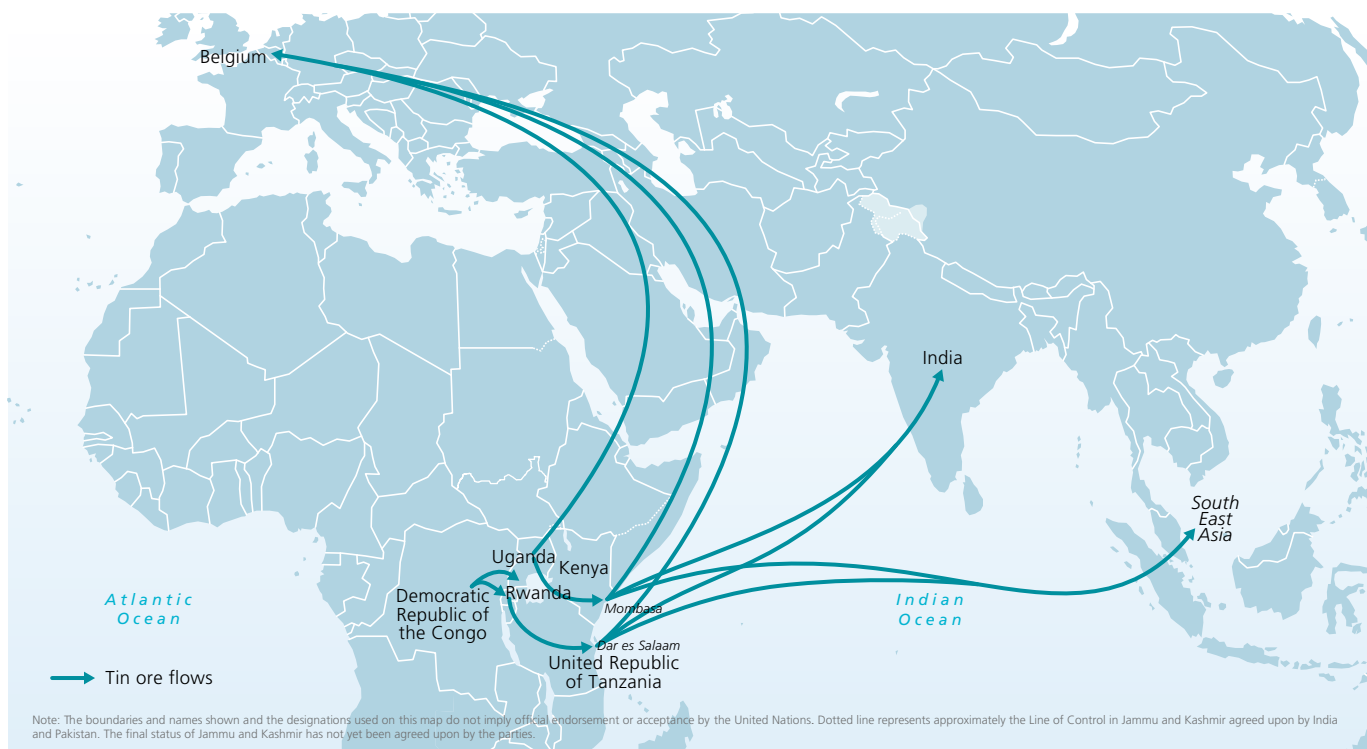 Belgium
India
South
East
Asia
Uganda
Kenya
Rwanda
Democratic
Republic of
the Congo
Mombasa
Atlantic
Ocean
Indian
Ocean
Dar es Salaam
United Republic
of Tanzania
Tin ore flows
Note: The boundaries and names shown and the designations used on this map do not imply official endorsement or acceptance by the United Nations. Dotted line represents approximately the Line of Control in Jammu and Kashmir agreed upon by India
and Pakistan. The final status of Jammu and Kashmir has not yet been agreed upon by the parties.